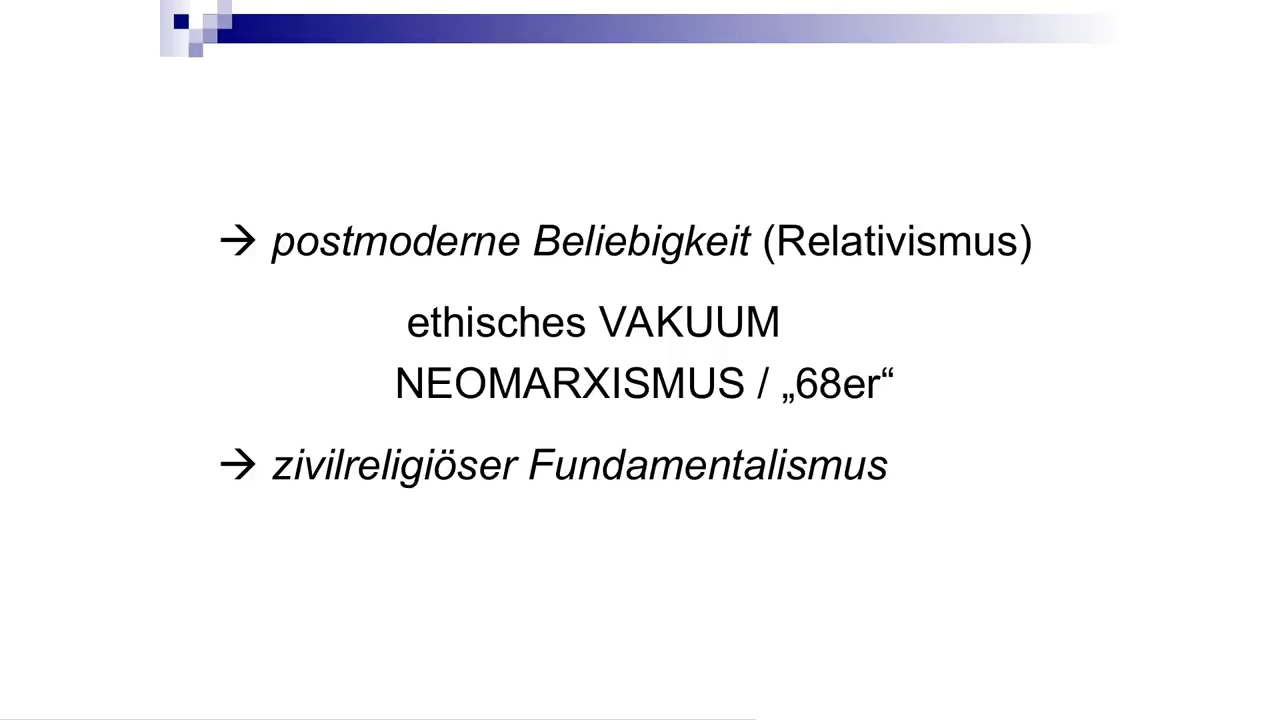 → postmoderne Beliebigkeit (Relativismus)
ethisches VAKUUM
NEOMARXISMUS / „68er“
→ zivilreligiöser Fundamentalismus